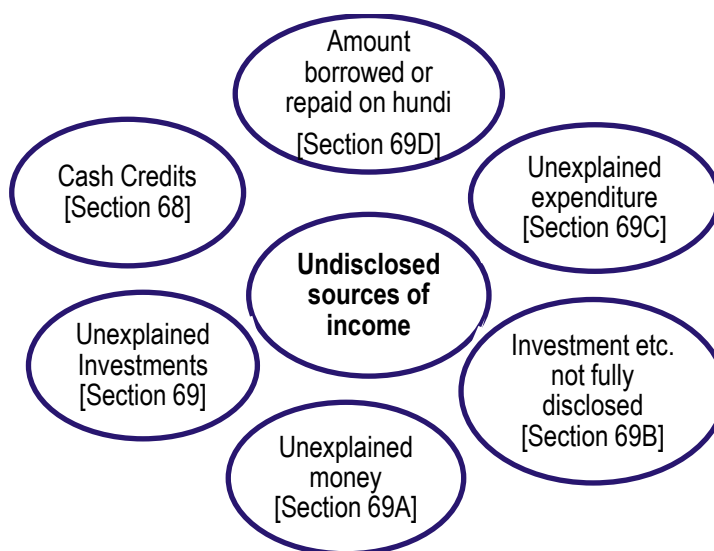 Amount
borrowed or
repaid on hundi
[Section 69D]
Cash Credits
[Section 68]
Unexplained
expenditure
[Section 69C]
Undisclosed
sources of
income
Unexplained
Investments
[Section 69]
Investment etc.
not fully
disclosed
[Section 69B]
Unexplained
money
[Section 69A]